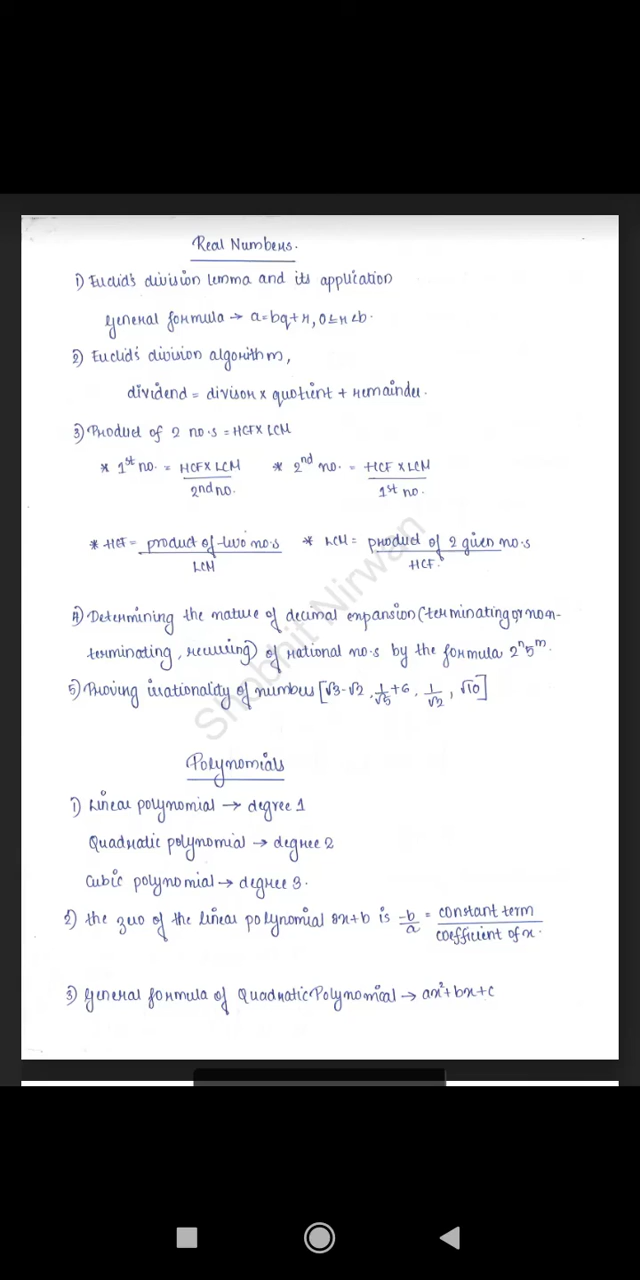 Real Numbers.
1) Euclid's division lemma and its application
general formula → a=bq+r, 0≤r<b.
2) Euclid's division algorithm,
dividend = divison x quotient + remainder.
3) Product of 2 no.s = HCF x LCM
* 1st no. = HCF X LCM / 2nd no. * 2nd no. = HCF X LCM / 1st no.
* HCF = product of two no.s / LCM * LCM = product of 2 given no.s / HCF
4) Determining the nature of decimal expansion (terminating or non-
terminating, recurring) of rational no.s by the formula 2ⁿ5ᵐ.
5) Proving irationality of number [√3-√2, 1/√5+6, 1/√2, √10]
Polynomials
1) Linear polynomial → degree 1
Quadratic polynomial → degree 2
Cubic polynomial → degree 3.
2) the zero of the linear polynomial ax+b is -b/a = constant term / coefficient of x.
3) general formula of Quadratic Polynomial → ax²+bx+c
Shobhit Nirwan